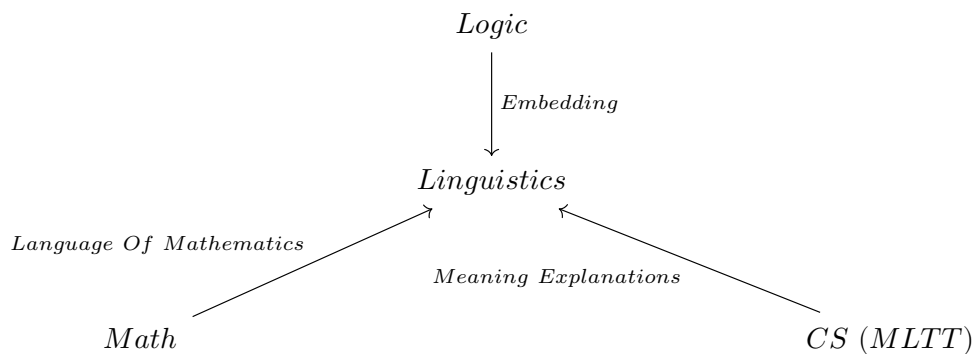 Logic
Embedding
Linguistics
Language Of Mathematics
Meaning Explanations
Math
CS (MLTT)